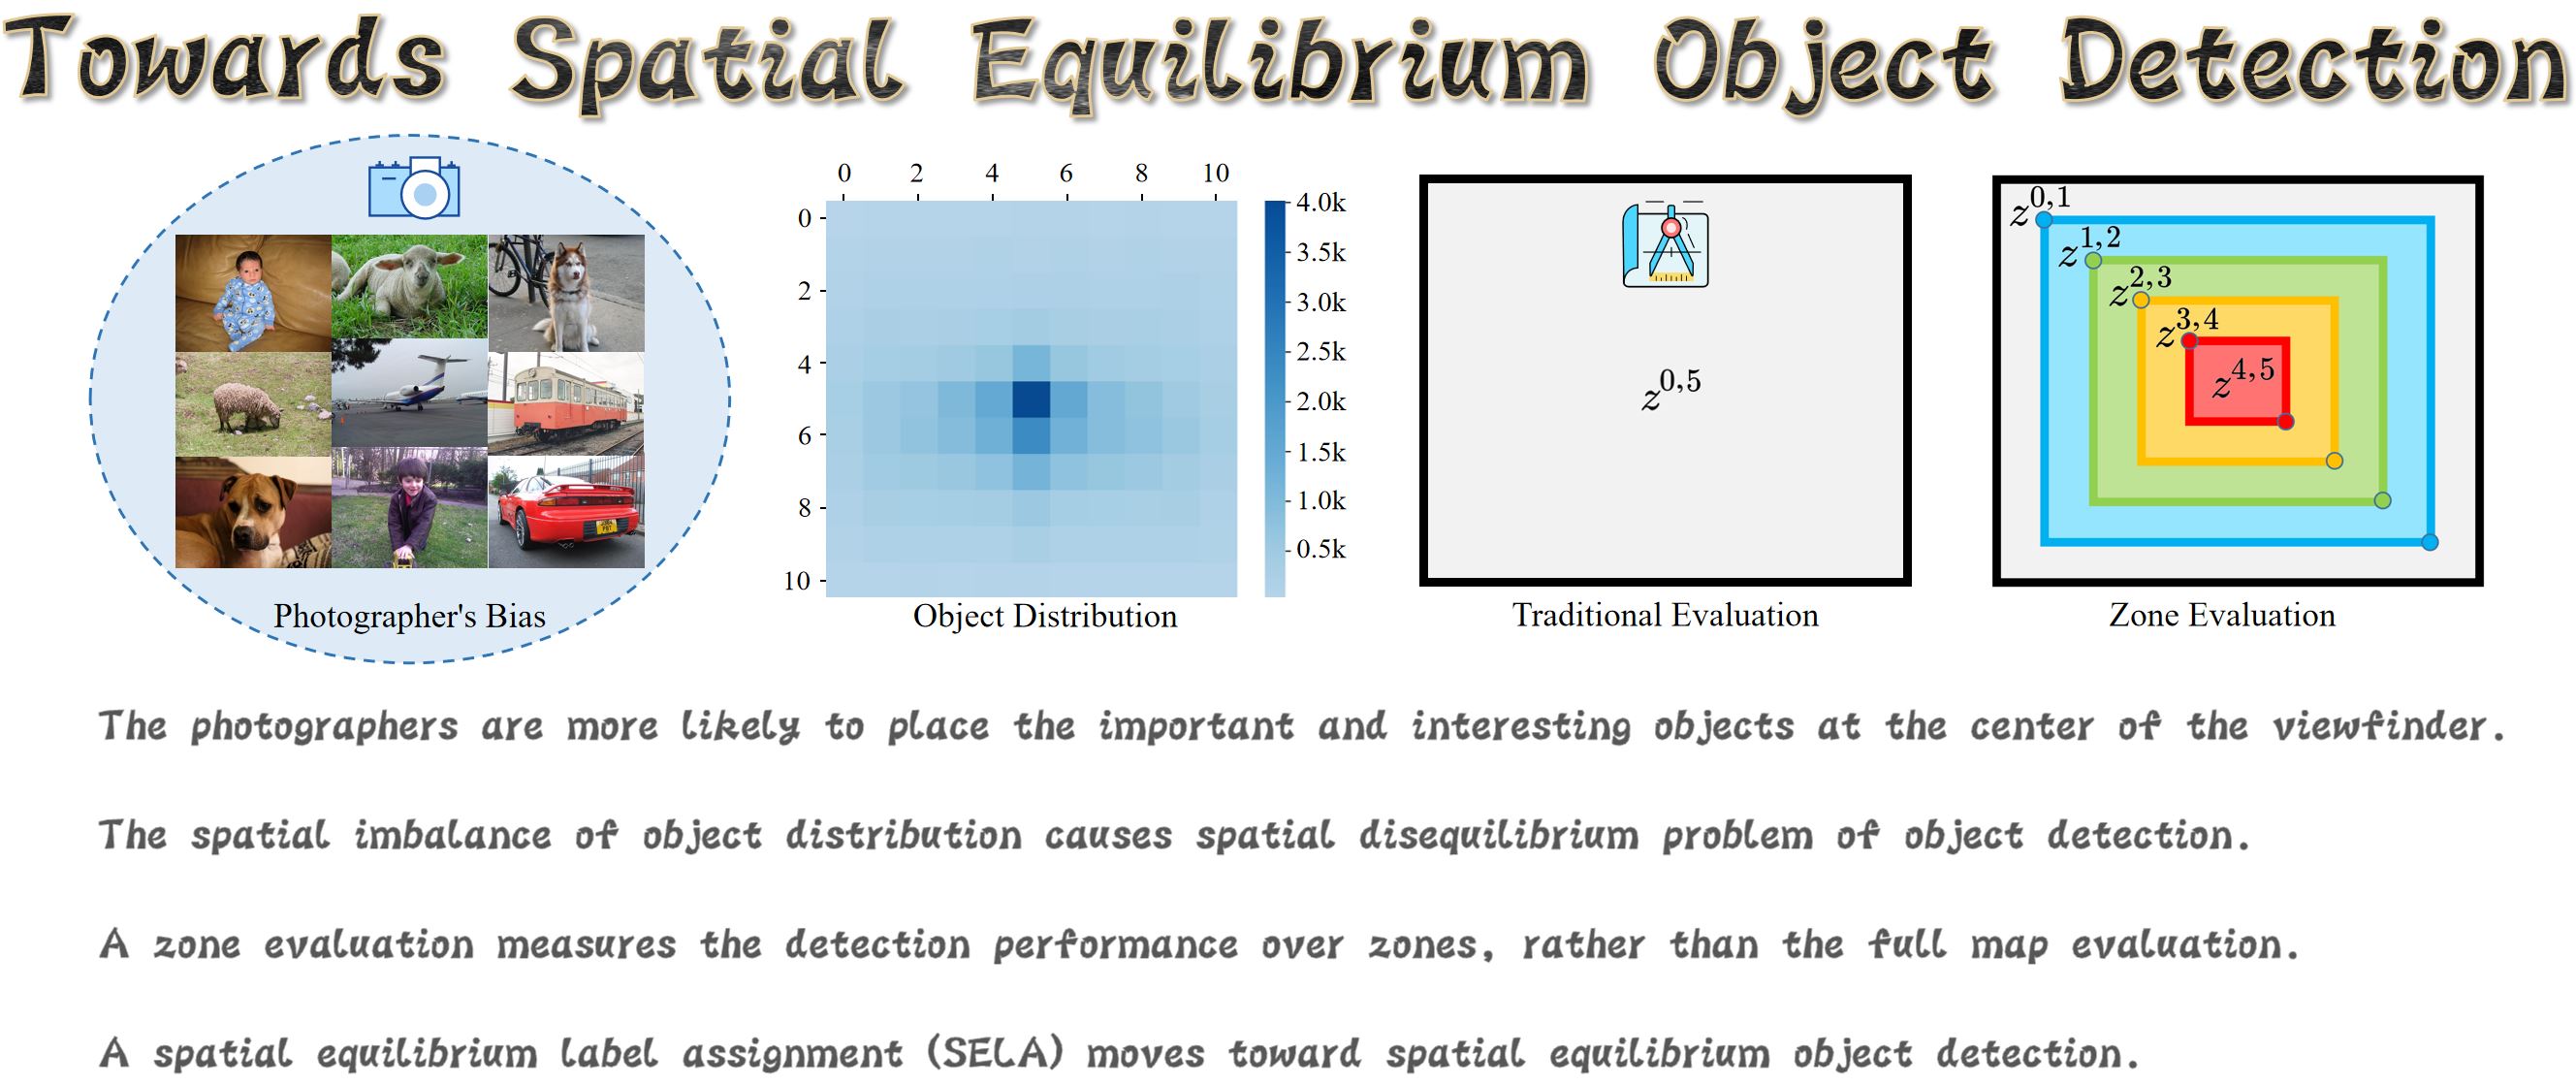 Towards Spatial Equilibrium Object Detection
Photographer's Bias
0 2 4 6 8 10
0
2
4
6
8
10
4.0k
3.5k
3.0k
2.5k
2.0k
1.5k
1.0k
0.5k
Object Distribution
z^{0,5}
Traditional Evaluation
z^{0,1}
z^{1,2}
z^{2,3}
z^{3,4}
z^{4,5}
Zone Evaluation
The photographers are more likely to place the important and interesting objects at the center of the viewfinder.
The spatial imbalance of object distribution causes spatial disequilibrium problem of object detection.
A zone evaluation measures the detection performance over zones, rather than the full map evaluation.
A spatial equilibrium label assignment (SELA) moves toward spatial equilibrium object detection.